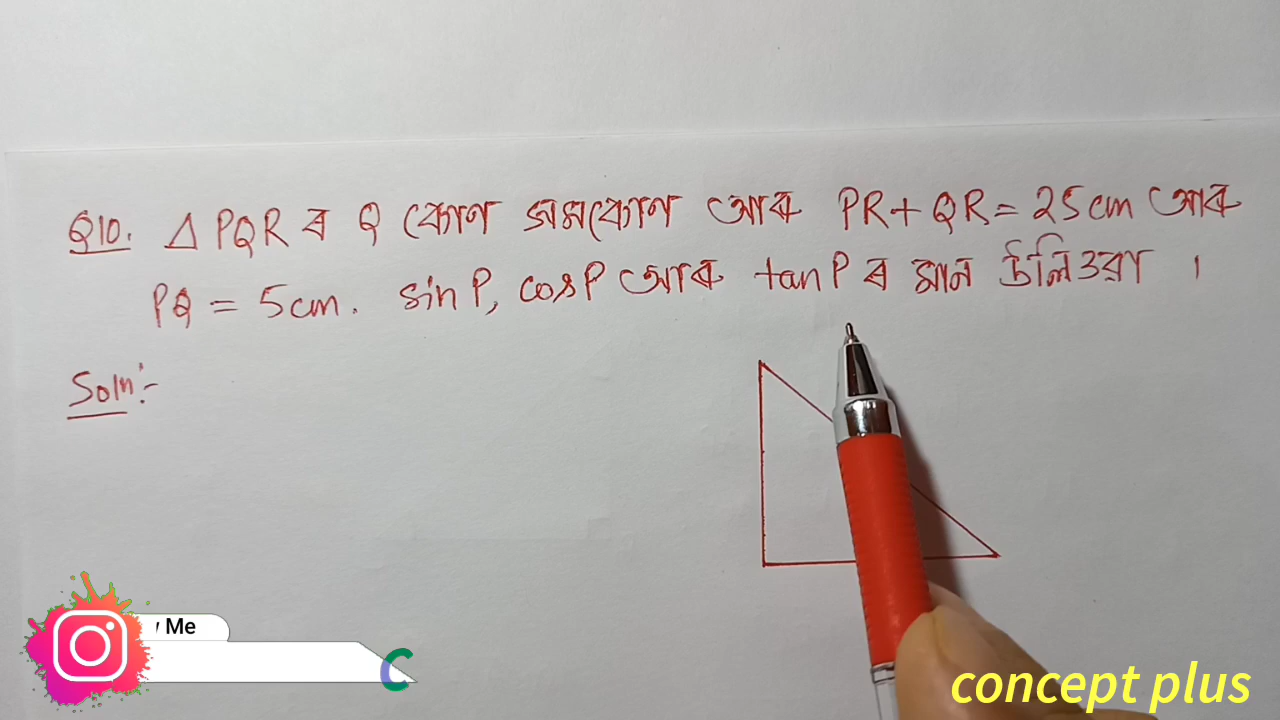 Q10. Δ PQR ৰ Q কোণ সমকোণ আৰু PR + QR = 25 cm আৰু
PQ = 5 cm. sin P, cos P আৰু tan P ৰ মান উলিওৱা ।
Soln:-
y Me
C
concept plus